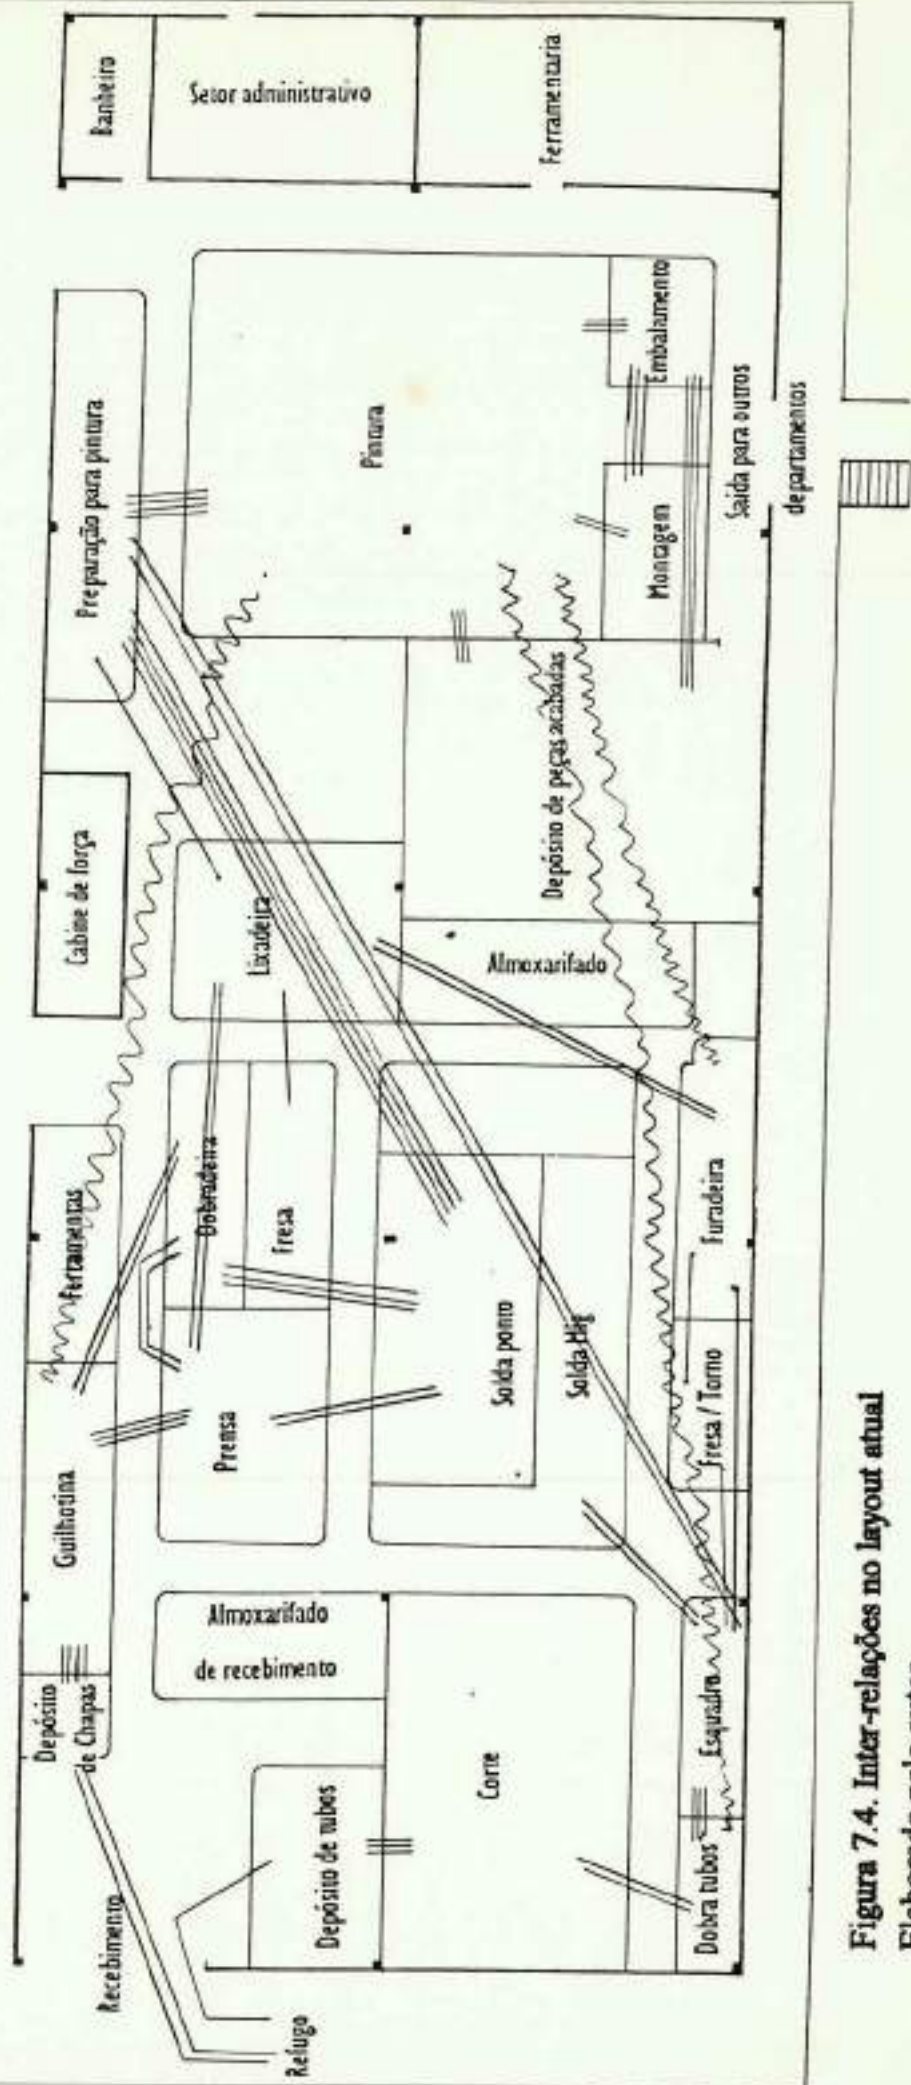 Banheiro
Setor administrativo
Ferramentaria
Preparação para pintura
Pintura
Embalamento
Montagem
Saída para outros
departamentos
Cabine de força
Lixadeira
Depósito de peças acabadas
Almoxarifado
Ferramentas
Dobradeira
Fresa
Furadeira
Guilhotina
Prensa
Solda ponto
Solda Mig
Fresa / Torno
Depósito
de Chapas
Almoxarifado
de recebimento
Esquadro
Recebimento
Depósito de tubos
Corte
Dobra tubos
Refugo
Figura 7.4. Inter-relações no layout atual